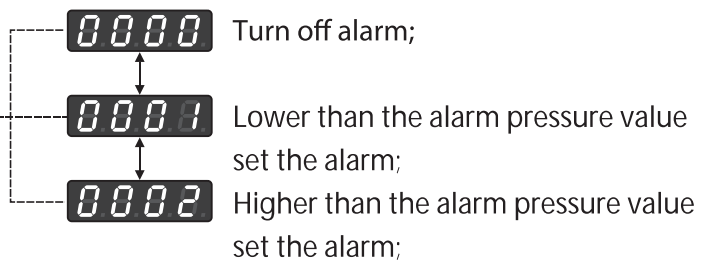 0000 Turn off alarm;
0001 Lower than the alarm pressure value
set the alarm;
0002 Higher than the alarm pressure value
set the alarm;